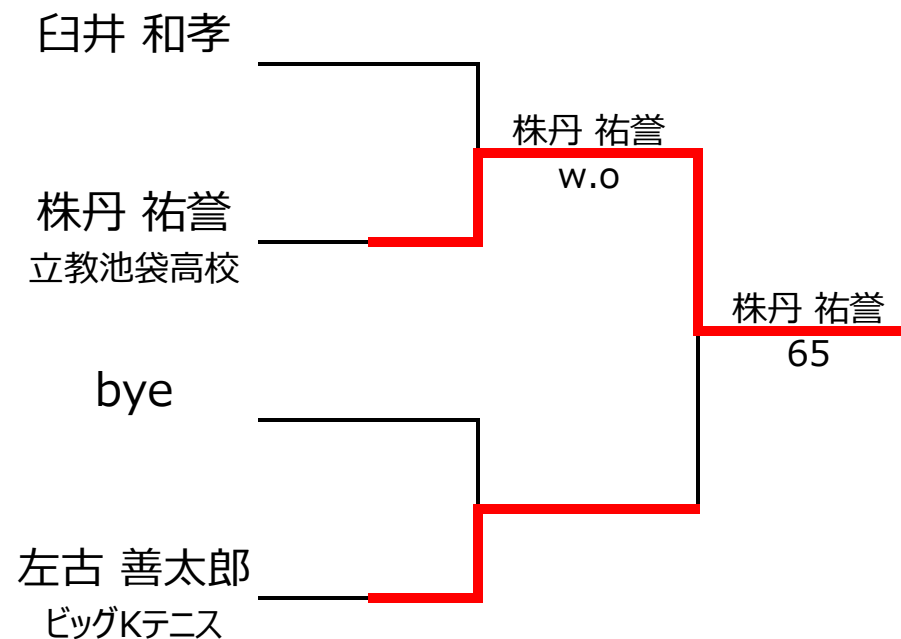 臼井 和孝
株丹 祐誉
w.o
株丹 祐誉
立教池袋高校
株丹 祐誉
65
bye
左古 善太郎
ビッグKテニス